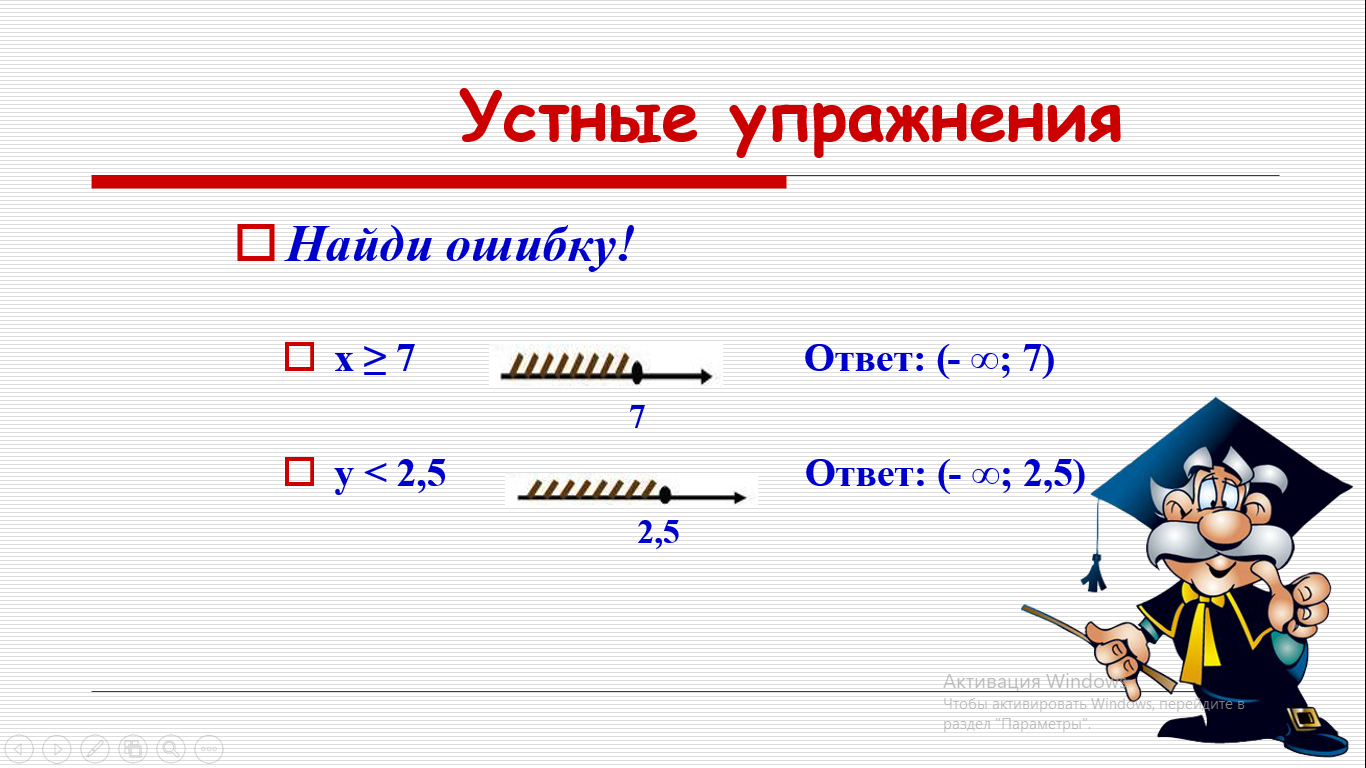 Устные упражнения
Найди ошибку!
х ≥ 7 Ответ: (- ∞; 7)
7
у < 2,5 Ответ: (- ∞; 2,5)
2,5
Активация Windows
Чтобы активировать Windows, перейдите в
раздел "Параметры".